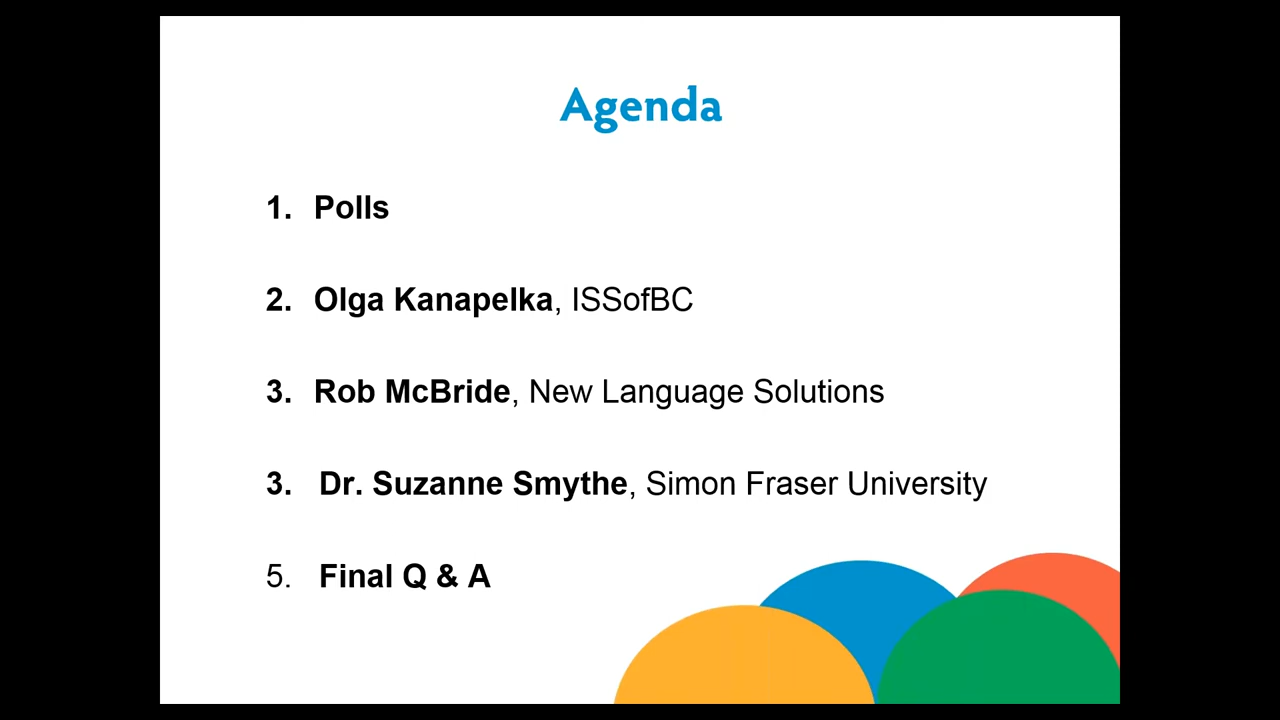 Agenda
1. Polls
2. Olga Kanapelka, ISSofBC
3. Rob McBride, New Language Solutions
3. Dr. Suzanne Smythe, Simon Fraser University
5. Final Q & A